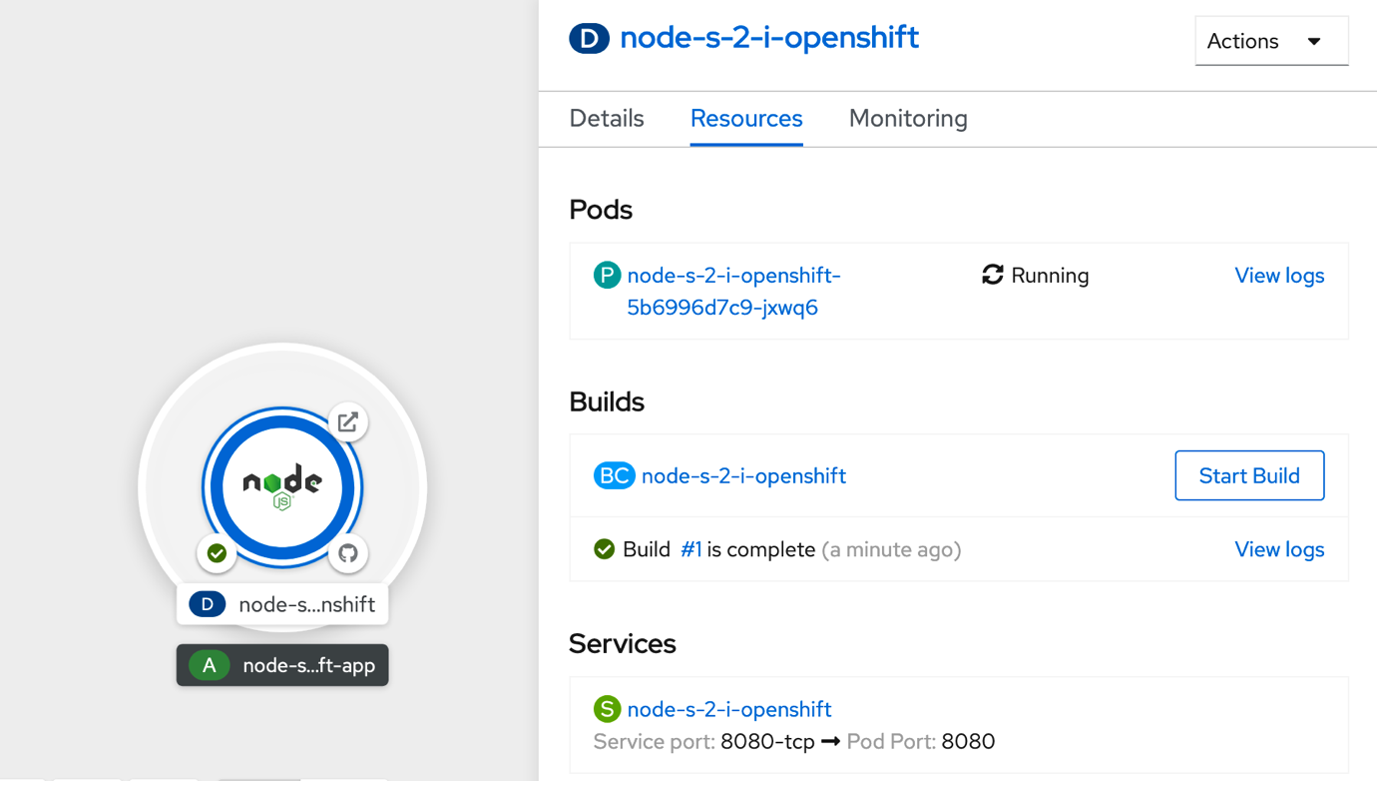 D node-s-2-i-openshift
Actions
Details Resources Monitoring
Pods
P node-s-2-i-openshift-
5b6996d7c9-jxwq6
Running
View logs
Builds
BC node-s-2-i-openshift
Start Build
Build #1 is complete (a minute ago)
View logs
Services
S node-s-2-i-openshift
Service port: 8080-tcp ➞ Pod Port: 8080
node
JS
D node-s...nshift
A node-s...ft-app